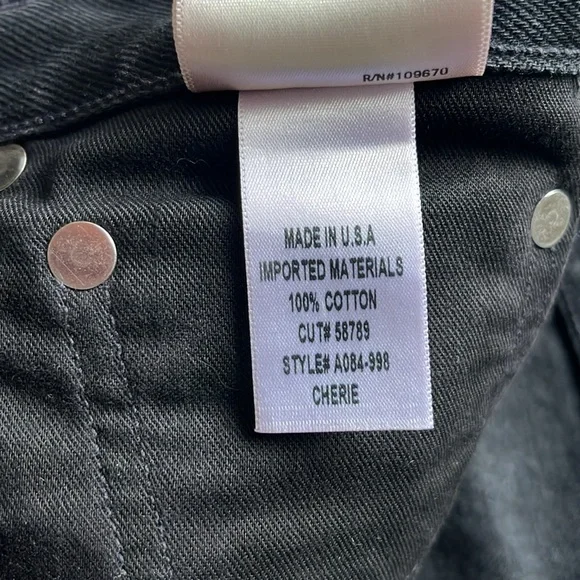 R/N#109670
MADE IN U.S.A
IMPORTED MATERIALS
100% COTTON
CUT# 58789
STYLE# A084-998
CHERIE